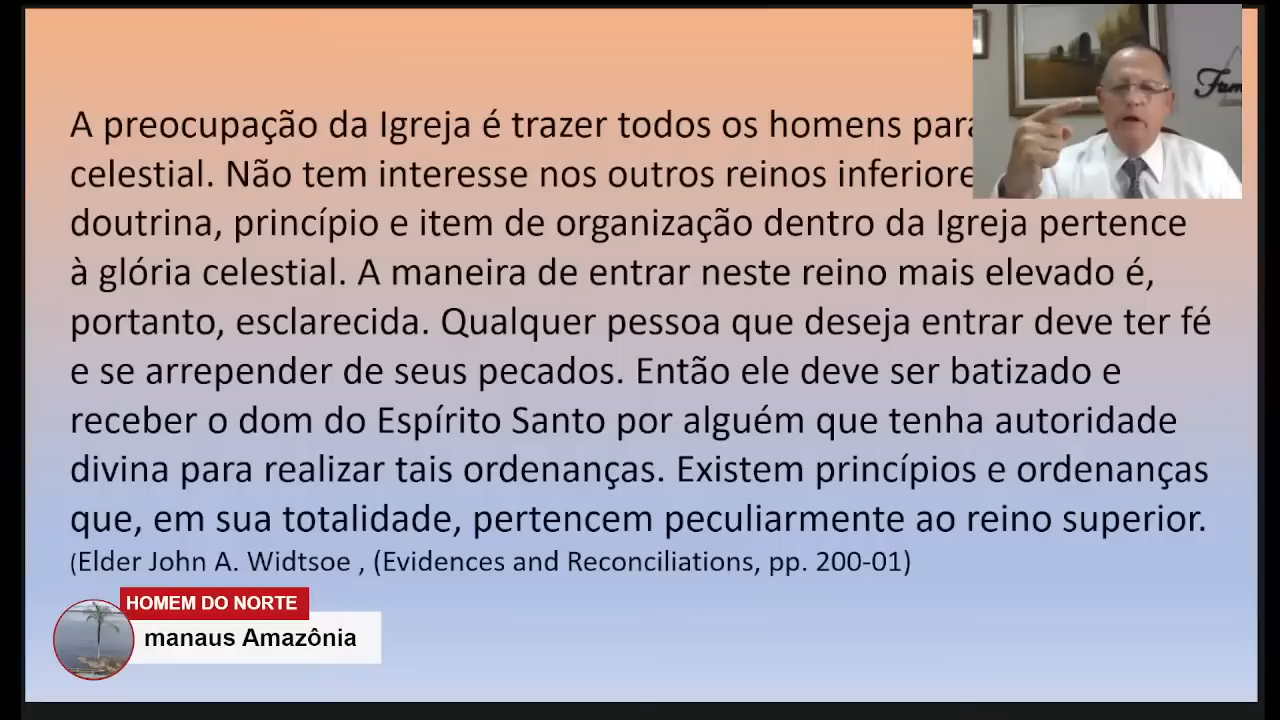 A preocupação da Igreja é trazer todos os homens para
celestial. Não tem interesse nos outros reinos
doutrina, princípio e item de organização dentro da Igreja pertence
à glória celestial. A maneira de entrar neste reino mais elevado é,
portanto, esclarecida. Qualquer pessoa que deseja entrar deve ter fé
e se arrepender de seus pecados. Então ele deve ser batizado e
receber o dom do Espírito Santo por alguém que tenha autoridade
divina para realizar tais ordenanças. Existem princípios e ordenanças
que, em sua totalidade, pertencem peculiarmente ao reino superior.
(Elder John A. Widtsoe , (Evidences and Reconciliations, pp. 200-01)
HOMEM DO NORTE
manaus Amazônia